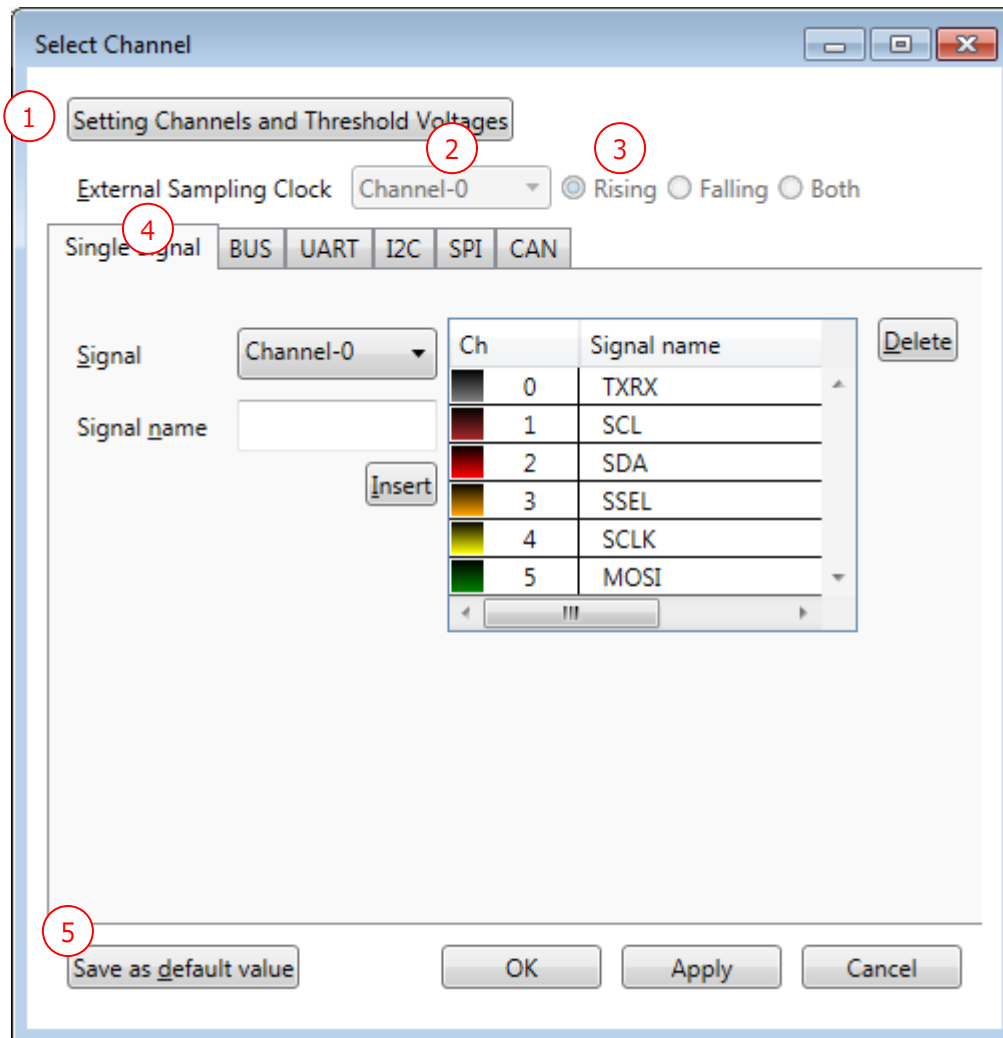 Select Channel
1 Setting Channels and Threshold Voltages
2 3
External Sampling Clock Channel-0 Rising Falling Both
4
Single Signal BUS UART I2C SPI CAN
Signal Channel-0 Ch Signal name Delete
0 TXRX
Signal name 1 SCL
2 SDA
Insert 3 SSEL
4 SCLK
5 MOSI
5
Save as default value OK Apply Cancel